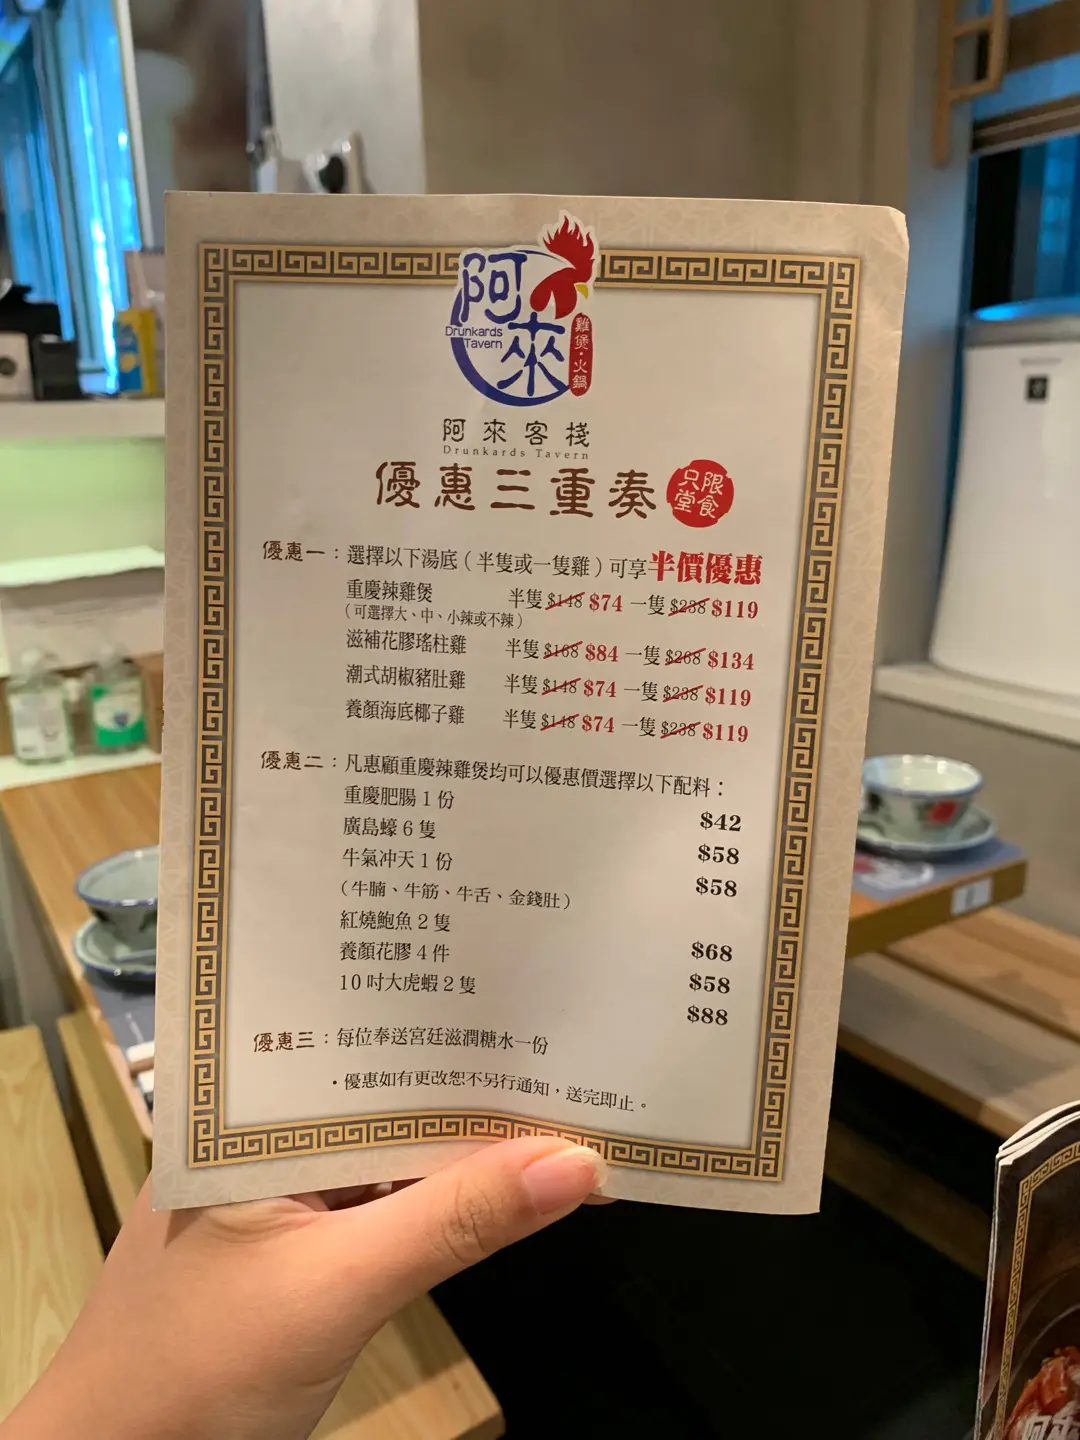 阿來
Drunkards
Tavern
雞煲·火鍋
阿來客棧
Drunkards Tavern
優惠三重奏
只限
堂食
優惠一：選擇以下湯底（半隻或一隻雞）可享半價優惠
重慶辣雞煲 半隻 $148 $74 一隻 $238 $119
（可選擇大、中、小辣或不辣）
滋補花膠瑤柱雞 半隻 $168 $84 一隻 $268 $134
潮式胡椒豬肚雞 半隻 $148 $74 一隻 $238 $119
養顏海底椰子雞 半隻 $148 $74 一隻 $238 $119
優惠二：凡惠顧重慶辣雞煲均可以優惠價選擇以下配料：
重慶肥腸1份 $42
廣島蠔6隻 $58
牛氣冲天1份 $58
（牛腩、牛筋、牛舌、金錢肚）
紅燒鮑魚2隻 $68
養顏花膠4件 $58
10吋大虎蝦2隻 $88
優惠三：每位奉送宮廷滋潤糖水一份
·優惠如有更改恕不另行通知，送完即止。